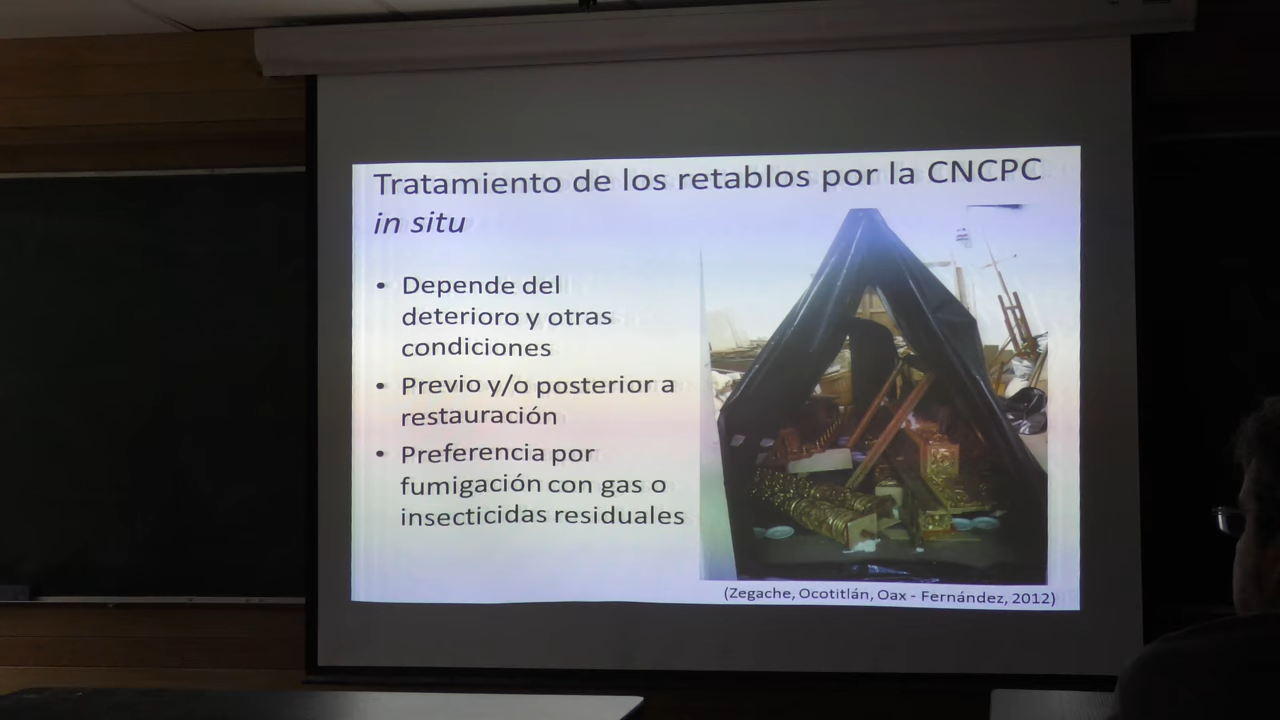 Tratamiento de los retablos por la CNCPC
in situ
• Depende del
deterioro y otras
condiciones
• Previo y/o posterior a
restauración
• Preferencia por
fumigación con gas o
insecticidas residuales
(Zegache, Ocotitlán, Oax - Fernández, 2012)